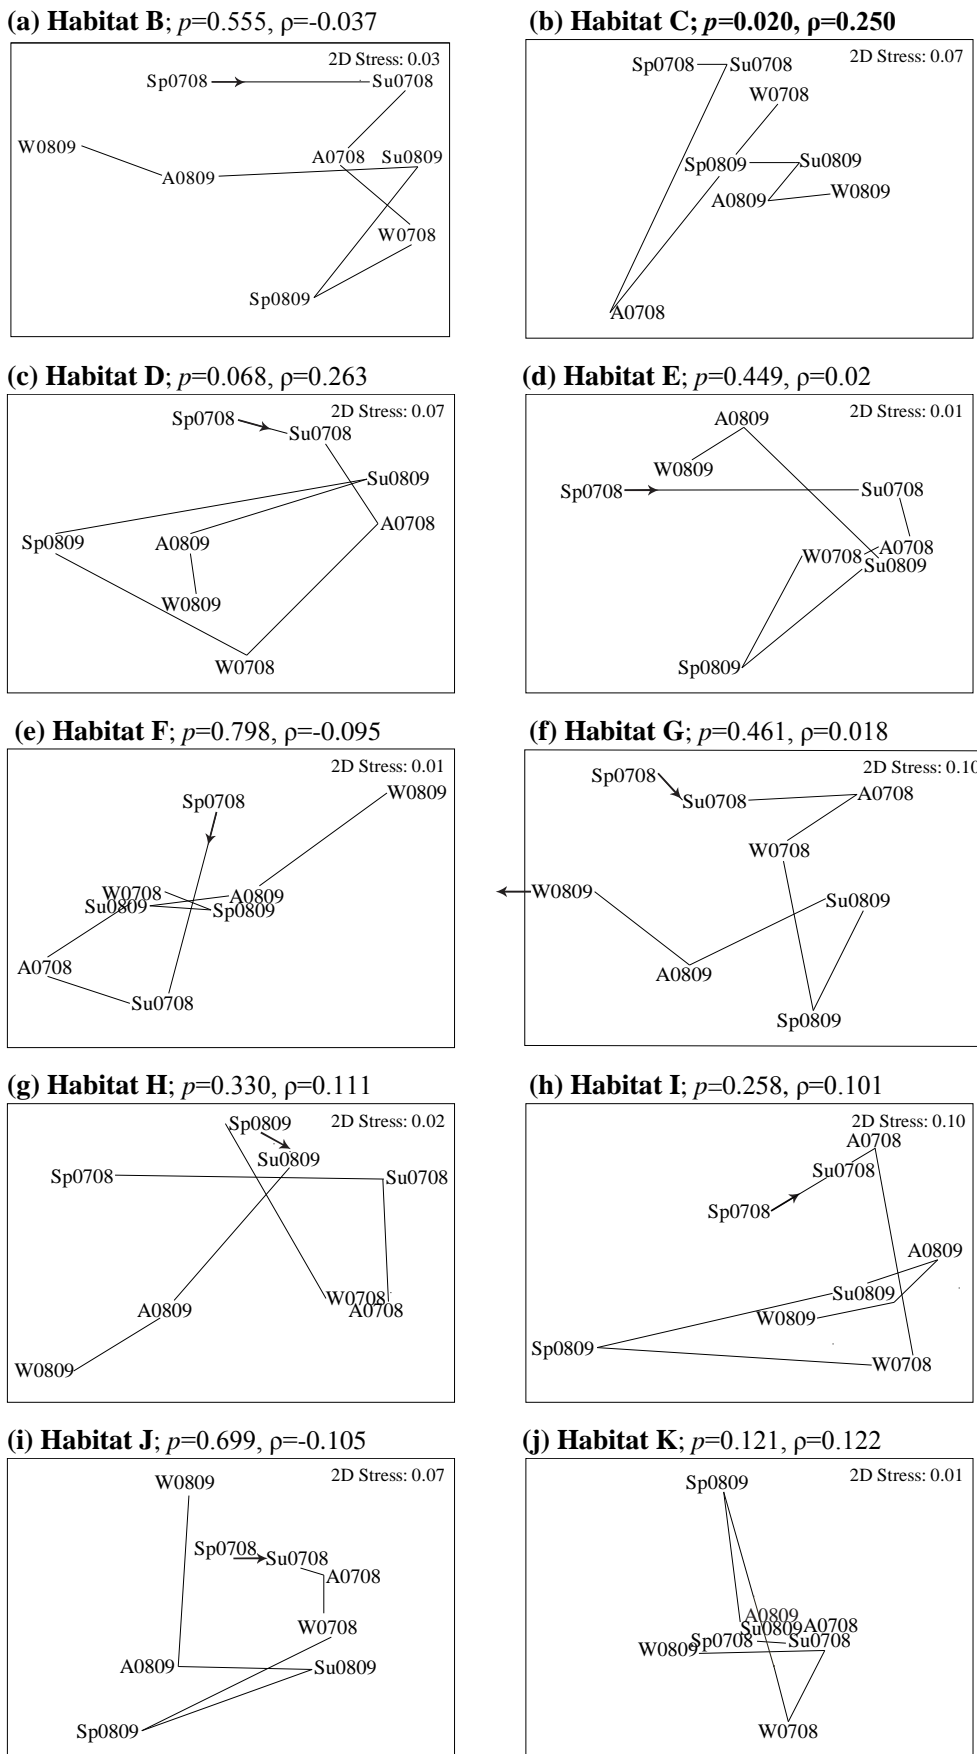 (a) Habitat B; p=0.555, ρ=-0.037
2D Stress: 0.03
Sp0708
Su0708
W0809
A0809
A0708
Su0809
W0708
Sp0809
(b) Habitat C; p=0.020, ρ=0.250
2D Stress: 0.07
Sp0708
Su0708
W0708
Sp0809
Su0809
A0809
W0809
A0708
(c) Habitat D; p=0.068, ρ=0.263
2D Stress: 0.07
Sp0708
Su0708
Su0809
A0708
Sp0809
A0809
W0809
W0708
(d) Habitat E; p=0.449, ρ=0.02
2D Stress: 0.01
A0809
W0809
Sp0708
Su0708
W0708
A0708
Su0809
Sp0809
(e) Habitat F; p=0.798, ρ=-0.095
2D Stress: 0.01
W0809
Sp0708
W0708
A0809
Su0809
Sp0809
A0708
Su0708
(f) Habitat G; p=0.461, ρ=0.018
2D Stress: 0.10
Sp0708
Su0708
A0708
W0708
W0809
Su0809
A0809
Sp0809
(g) Habitat H; p=0.330, ρ=0.111
2D Stress: 0.02
Sp0809
Su0809
Sp0708
Su0708
W0708
A0809
A0708
W0809
(h) Habitat I; p=0.258, ρ=0.101
2D Stress: 0.10
A0708
Su0708
Sp0708
A0809
Su0809
W0809
Sp0809
W0708
(i) Habitat J; p=0.699, ρ=-0.105
2D Stress: 0.07
W0809
Sp0708
Su0708
A0708
W0708
A0809
Su0809
Sp0809
(j) Habitat K; p=0.121, ρ=0.122
2D Stress: 0.01
Sp0809
A0809
Su0809
A0708
Sp0708
Su0708
W0809
W0708